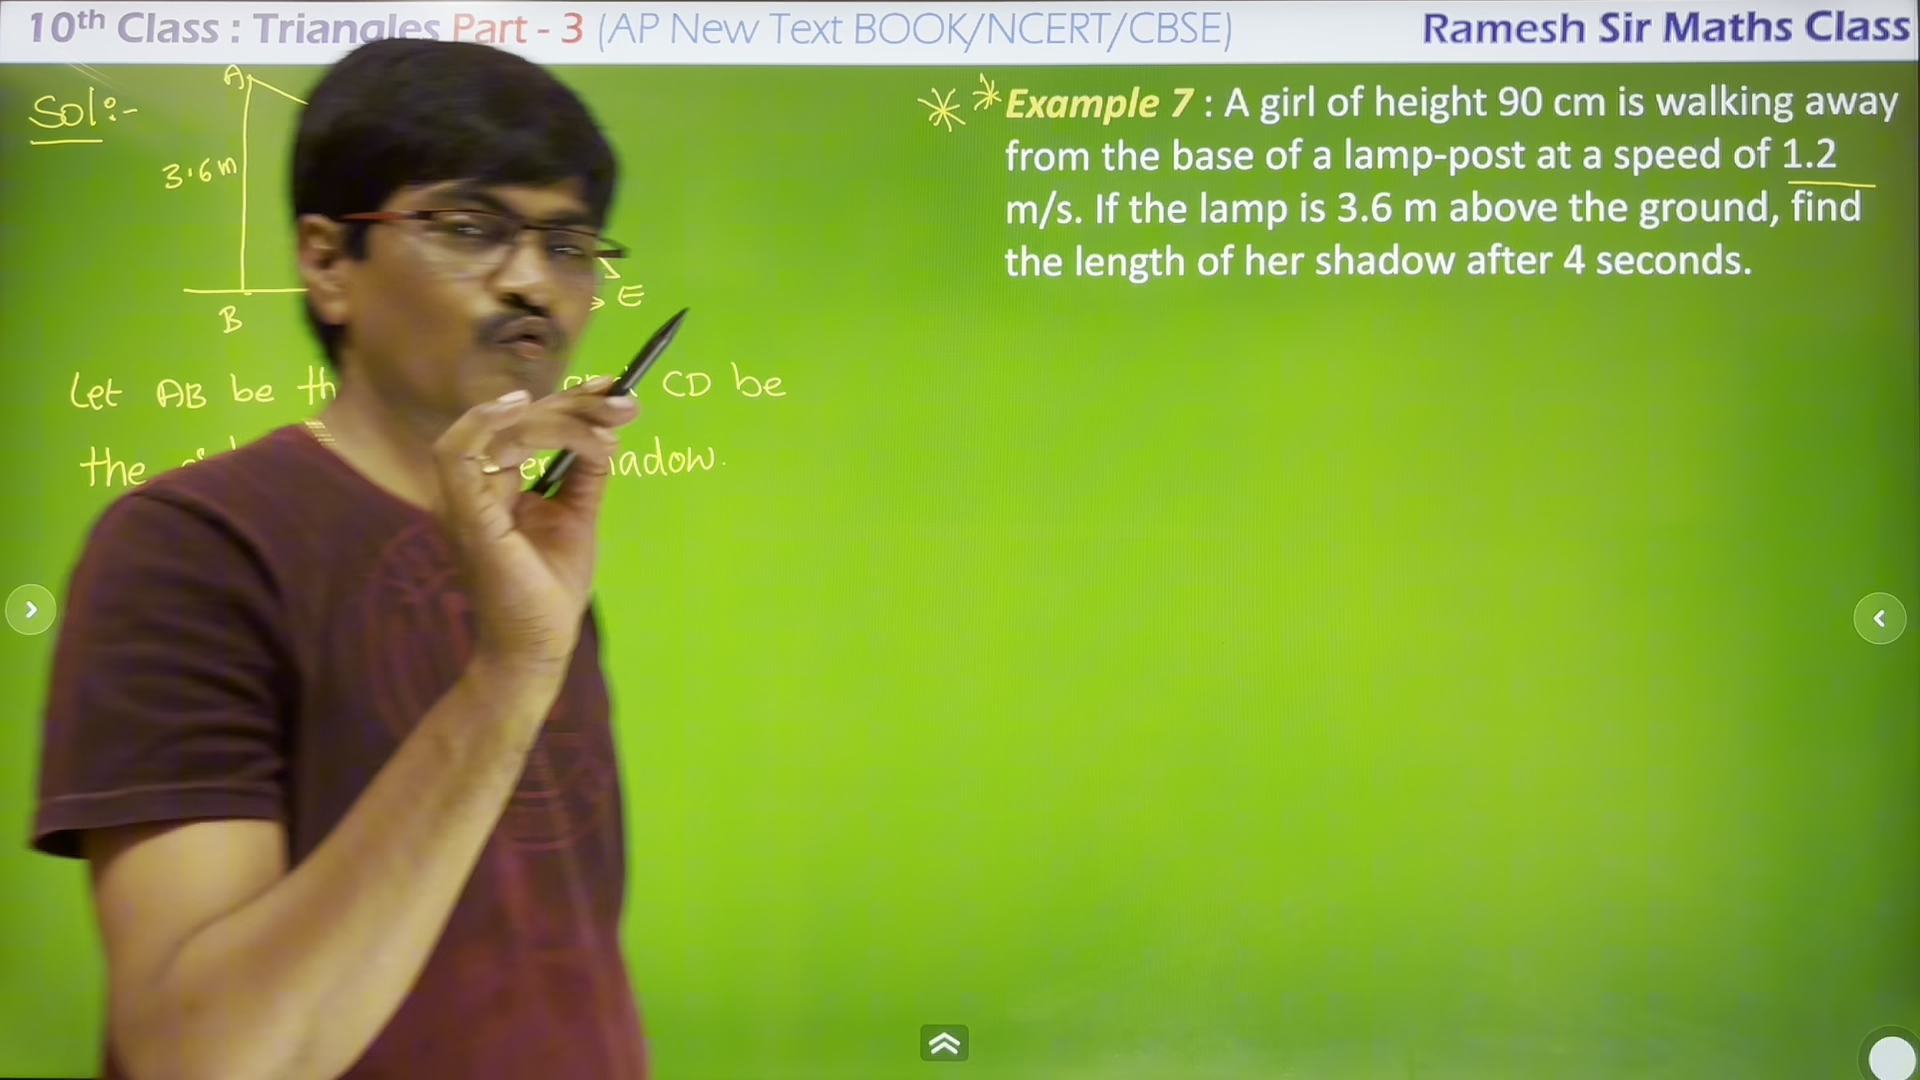 10th Class : Triangles Part - 3 (AP New Text BOOK/NCERT/CBSE)
Ramesh Sir Maths Class
Sol:-
A
3.6m
B
E
Let AB be CD be
the
Example 7 : A girl of height 90 cm is walking away
from the base of a lamp-post at a speed of 1.2
m/s. If the lamp is 3.6 m above the ground, find
the length of her shadow after 4 seconds.